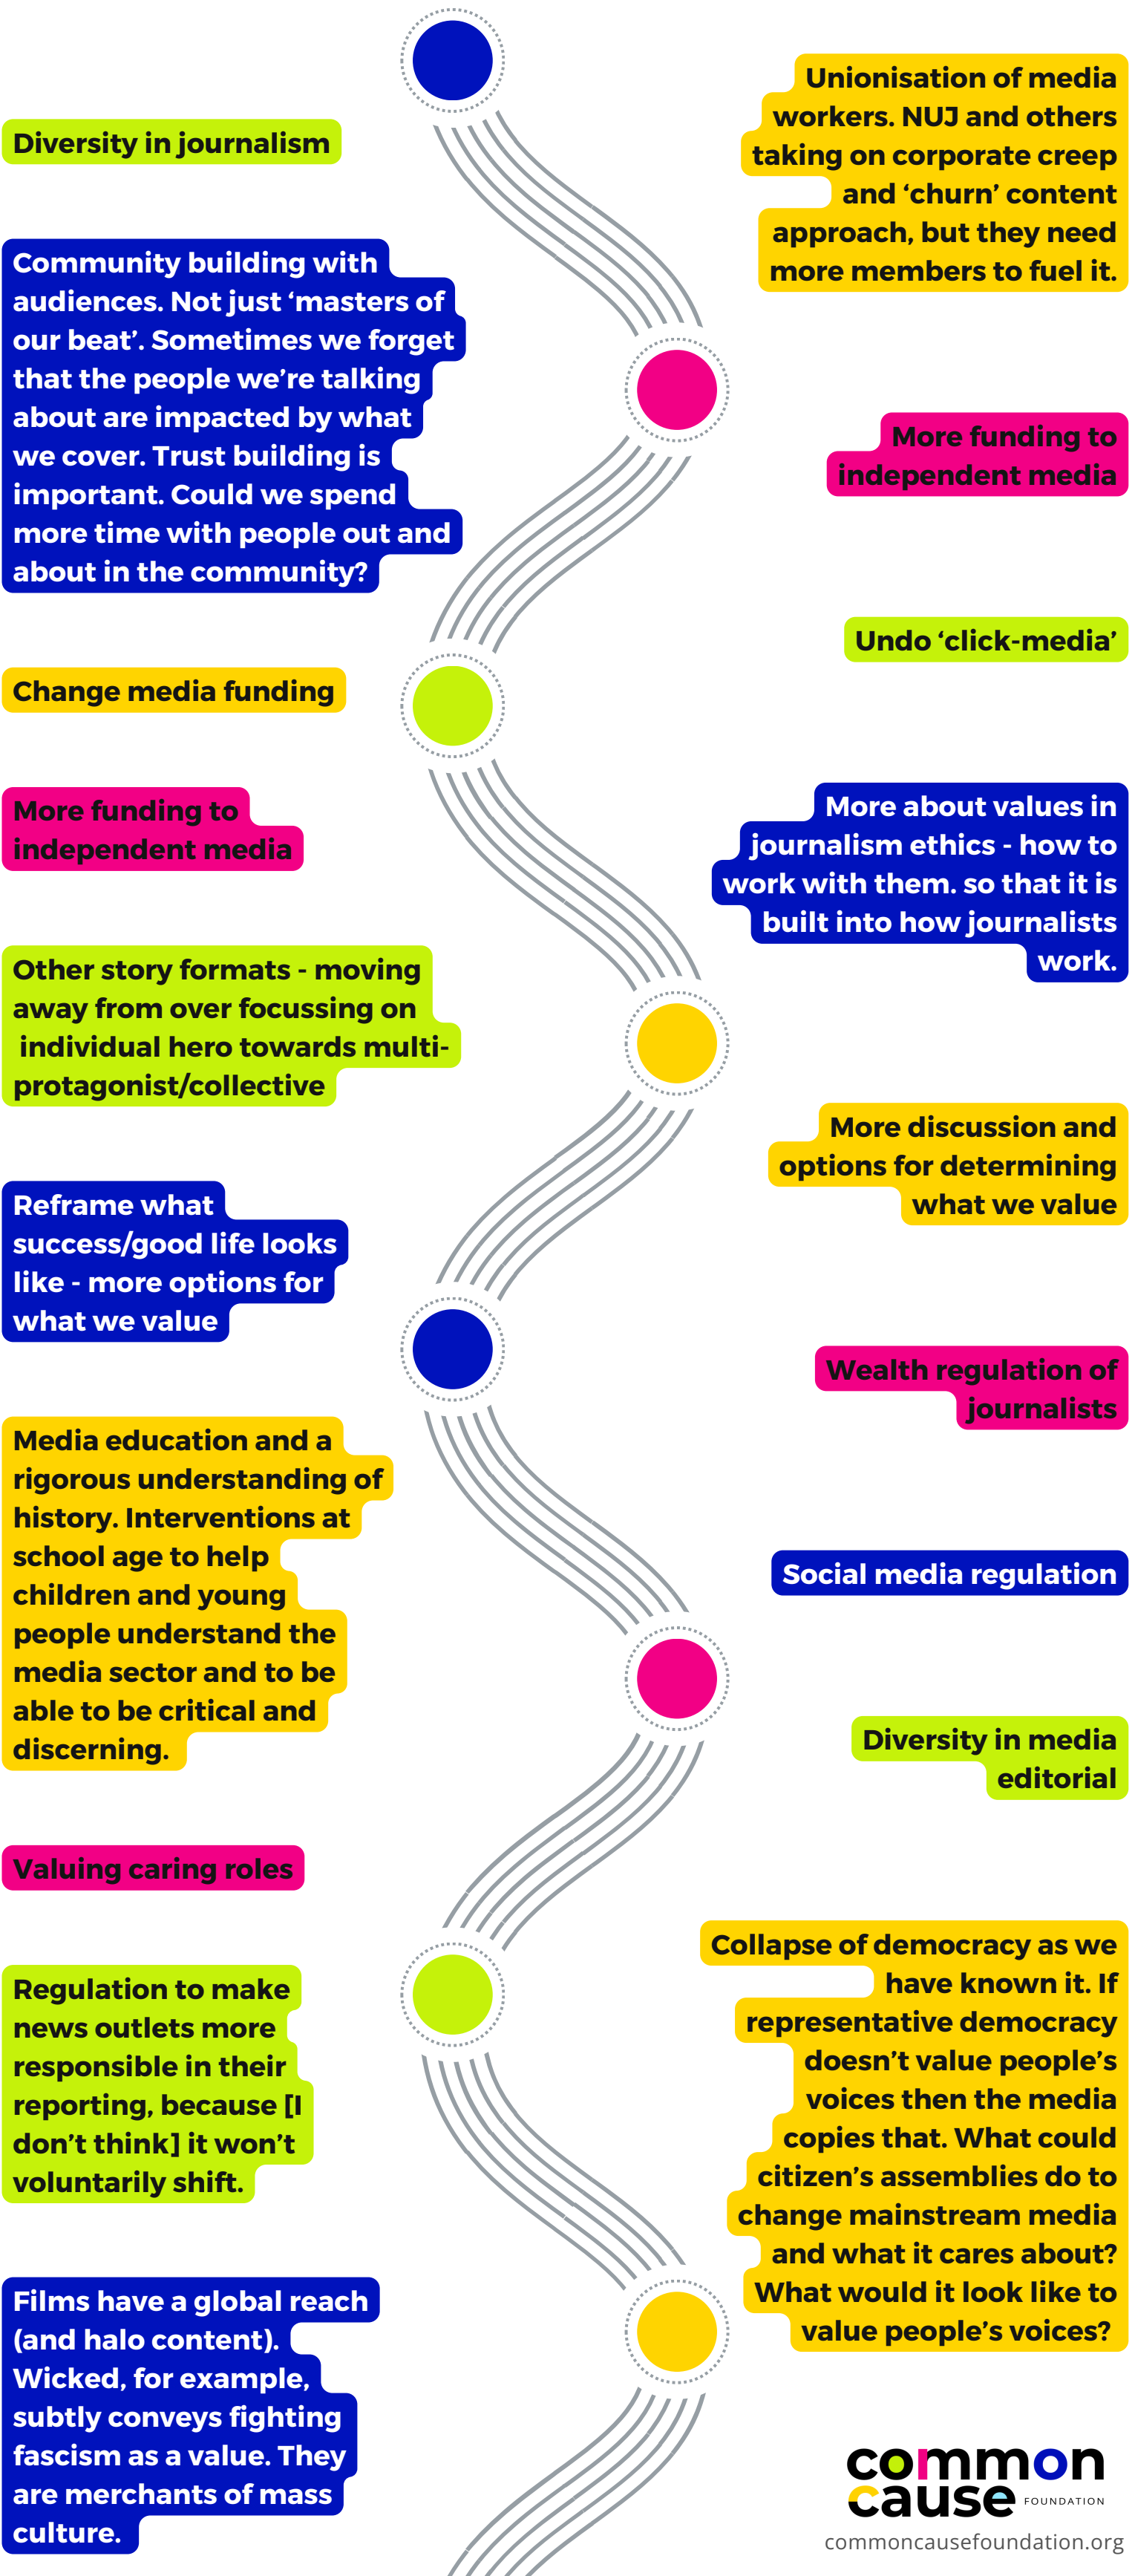 Diversity in journalism
Community building with
audiences. Not just ‘masters of
our beat’. Sometimes we forget
that the people we’re talking
about are impacted by what
we cover. Trust building is
important. Could we spend
more time with people out and
about in the community?
Change media funding
More funding to
independent media
Other story formats - moving
away from over focussing on
individual hero towards multi-
protagonist/collective
Reframe what
success/good life looks
like - more options for
what we value
Media education and a
rigorous understanding of
history. Interventions at
school age to help
children and young
people understand the
media sector and to be
able to be critical and
discerning.
Valuing caring roles
Regulation to make
news outlets more
responsible in their
reporting, because [I
don’t think] it won’t
voluntarily shift.
Films have a global reach
(and halo content).
Wicked, for example,
subtly conveys fighting
fascism as a value. They
are merchants of mass
culture.
Unionisation of media
workers. NUJ and others
taking on corporate creep
and ‘churn’ content
approach, but they need
more members to fuel it.
More funding to
independent media
Undo ‘click-media’
More about values in
journalism ethics - how to
work with them. so that it is
built into how journalists
work.
More discussion and
options for determining
what we value
Wealth regulation of
journalists
Social media regulation
Diversity in media
editorial
Collapse of democracy as we
have known it. If
representative democracy
doesn’t value people’s
voices then the media
copies that. What could
citizen’s assemblies do to
change mainstream media
and what it cares about?
What would it look like to
value people’s voices?
common
cause FOUNDATION
commoncausefoundation.org